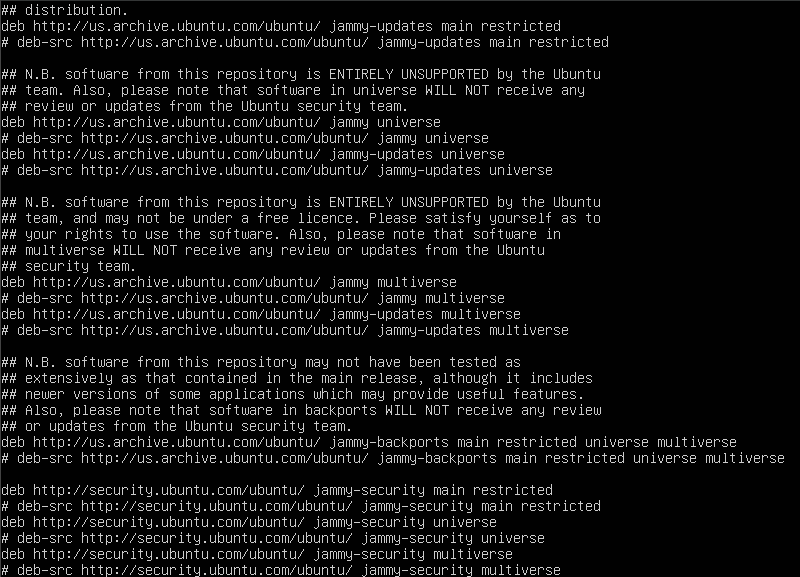 ## distribution.
deb http://us.archive.ubuntu.com/ubuntu/ jammy-updates main restricted
# deb-src http://us.archive.ubuntu.com/ubuntu/ jammy-updates main restricted
## N.B. software from this repository is ENTIRELY UNSUPPORTED by the Ubuntu
## team. Also, please note that software in universe WILL NOT receive any
## review or updates from the Ubuntu security team.
deb http://us.archive.ubuntu.com/ubuntu/ jammy universe
# deb-src http://us.archive.ubuntu.com/ubuntu/ jammy universe
deb http://us.archive.ubuntu.com/ubuntu/ jammy-updates universe
# deb-src http://us.archive.ubuntu.com/ubuntu/ jammy-updates universe
## N.B. software from this repository is ENTIRELY UNSUPPORTED by the Ubuntu
## team, and may not be under a free licence. Please satisfy yourself as to
## your rights to use the software. Also, please note that software in
## multiverse WILL NOT receive any review or updates from the Ubuntu
## security team.
deb http://us.archive.ubuntu.com/ubuntu/ jammy multiverse
# deb-src http://us.archive.ubuntu.com/ubuntu/ jammy multiverse
deb http://us.archive.ubuntu.com/ubuntu/ jammy-updates multiverse
# deb-src http://us.archive.ubuntu.com/ubuntu/ jammy-updates multiverse
## N.B. software from this repository may not have been tested as
## extensively as that contained in the main release, although it includes
## newer versions of some applications which may provide useful features.
## Also, please note that software in backports WILL NOT receive any review
## or updates from the Ubuntu security team.
deb http://us.archive.ubuntu.com/ubuntu/ jammy-backports main restricted universe multiverse
# deb-src http://us.archive.ubuntu.com/ubuntu/ jammy-backports main restricted universe multiverse
deb http://security.ubuntu.com/ubuntu/ jammy-security main restricted
# deb-src http://security.ubuntu.com/ubuntu/ jammy-security main restricted
deb http://security.ubuntu.com/ubuntu/ jammy-security universe
# deb-src http://security.ubuntu.com/ubuntu/ jammy-security universe
deb http://security.ubuntu.com/ubuntu/ jammy-security multiverse
# deb-src http://security.ubuntu.com/ubuntu/ jammy-security multiverse